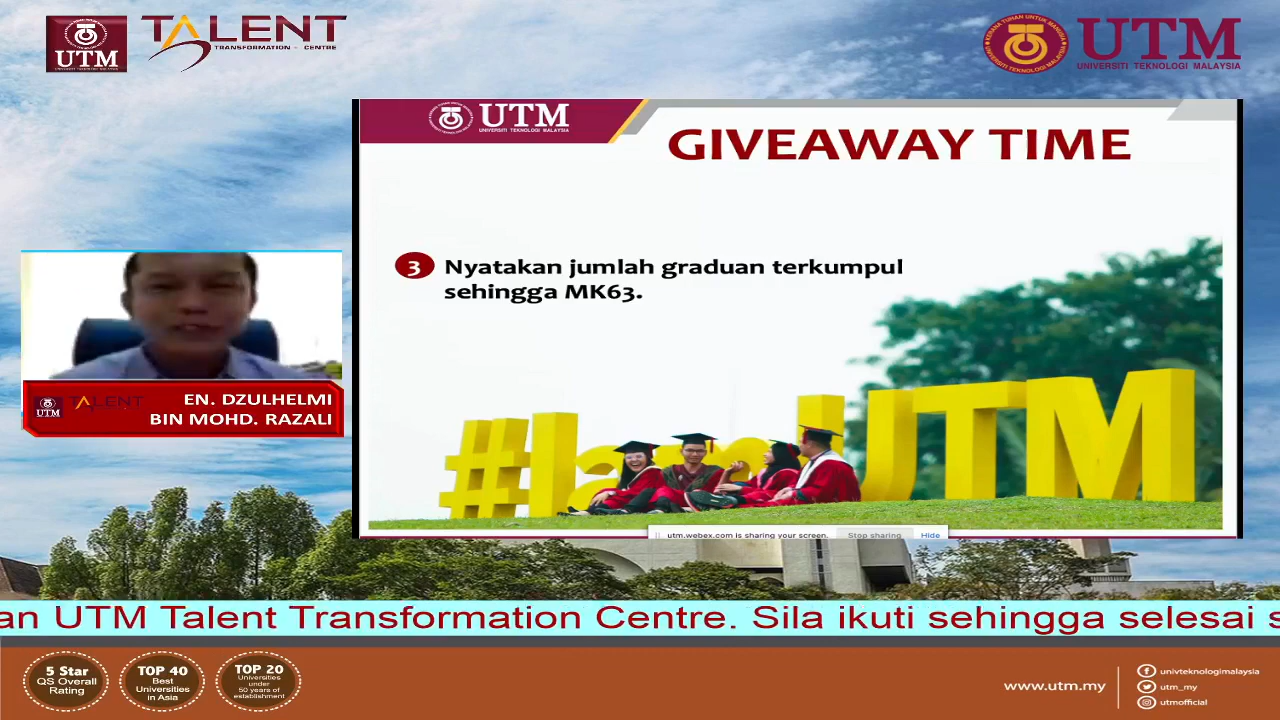 UTM
TALENT
TRANSFORMATION - CENTRE
UTM
UNIVERSITI TEKNOLOGI MALAYSIA
UTM
UNIVERSITI TEKNOLOGI MALAYSIA
GIVEAWAY TIME
3 Nyatakan jumlah graduan terkumpul
sehingga MK63.
UTM TALENT
EN. DZULHELMI
BIN MOHD. RAZALI
#IamUTM
utm.webex.com is sharing your screen. Stop sharing Hide
an UTM Talent Transformation Centre. Sila ikuti sehingga selesai s
5 Star
QS Overall
Rating
TOP 40
Best
Universities
in Asia
TOP 20
Universities
under
50 years of
establishment
www.utm.my
univteknologimalaysia
utm_my
utmofficial